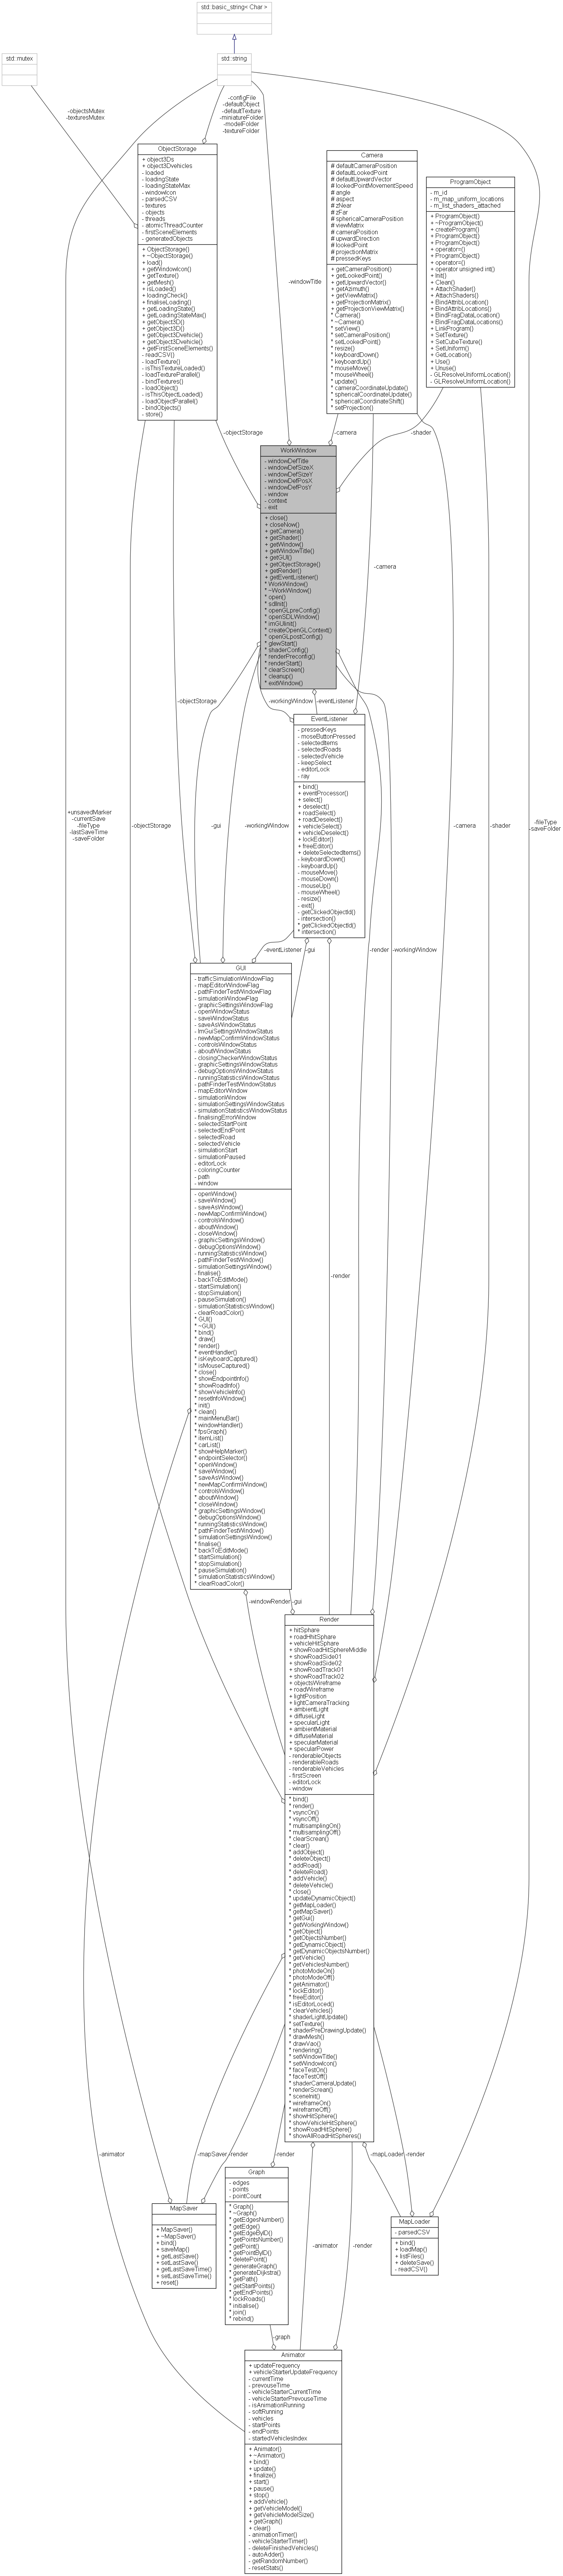 std::basic_string< Char >
std::mutex
std::string
-objectsMutex
-texturesMutex
-configFile
-defaultObject
-defaultTexture
-miniatureFolder
-modelFolder
-textureFolder
ObjectStorage
+ object3Ds
+ object3Dvehicles
- loaded
- loadingState
- loadingStateMax
- windowIcon
- parsedCSV
- textures
- objects
- threads
- atomicThreadCounter
- firstSceneElements
- generatedObjects
+ ObjectStorage()
+ ~ObjectStorage()
+ load()
+ getWindowIcon()
+ getTexture()
+ getMesh()
+ isLoaded()
+ loadingCheck()
+ finaliseLoading()
+ getLoadingState()
+ getLoadingStateMax()
+ getObject3D()
+ getObject3D()
+ getObject3Dvehicle()
+ getObject3Dvehicle()
+ getFirstSceneElements()
- readCSV()
- loadTexture()
- isThisTextureLoaded()
- loadTextureParallel()
- bindTextures()
- loadObject()
- isThisObjectLoaded()
- loadObjectParallel()
- bindObjects()
- store()
Camera
# defaultCameraPosition
# defaultLookedPoint
# defaultUpwardVector
# lookedPointMovementSpeed
# angle
# aspect
# zNear
# zFar
# sphericalCameraPosition
# viewMatrix
# cameraPosition
# upwardDirection
# lookedPoint
# projectionMatrix
* pressedKeys
+ getCameraPosition()
+ getLookedPoint()
+ getUpwardVector()
+ getAzimuth()
+ getViewMatrix()
+ getProjectionMatrix()
+ getProjectionViewMatrix()
* Camera()
* ~Camera()
* setView()
* setCameraPosition()
* setLookedPoint()
* resize()
* keyboardDown()
* keyboardUp()
* mouseMove()
* mouseWheel()
* update()
* cameraCoordinateUpdate()
* sphericalCoordinateUpdate()
* sphericalCoordinateShift()
* setProjection()
ProgramObject
- m_id
- m_map_uniform_locations
- m_list_shaders_attached
+ ProgramObject()
+ ~ProgramObject()
+ createProgram()
+ ProgramObject()
+ ProgramObject()
+ operator=()
+ ProgramObject()
+ operator=()
+ operator unsigned int()
+ Init()
+ Clean()
+ AttachShader()
+ AttachShaders()
+ BindAttribLocation()
+ BindAttribLocations()
+ BindFragDataLocation()
+ BindFragDataLocations()
+ LinkProgram()
+ SetTexture()
+ SetCubeTexture()
+ SetUniform()
+ GetLocation()
+ Use()
+ Unuse()
- GLResolveUniformLocation()
- GLResolveUniformLocation()
-windowTitle
-objectStorage
-camera
-shader
WorkWindow
- windowDefTitle
- windowDefSizeX
- windowDefSizeY
- windowDefPosX
- windowDefPosY
- window
- context
- exit
+ close()
+ closeNow()
+ getCamera()
+ getShader()
+ getWindow()
+ getWindowTitle()
+ getGUI()
+ getObjectStorage()
+ getRender()
+ getEventListener()
* WorkWindow()
* ~WorkWindow()
* open()
* sdlInit()
* openGLpreConfig()
* openSDLWindow()
* imGUIinit()
* createOpenGLContext()
* openGLpostConfig()
* glewStart()
* shaderConfig()
* renderPreconfig()
* renderStart()
* clearScreen()
* cleanup()
* exitWindow()
-camera
-objectStorage
-workingWindow
-eventListener
EventListener
- pressedKeys
- moseButtonPressed
- selectedItems
- selectedRoads
- selectedVehicle
- keepSelect
- editorLock
- ray
+ bind()
+ eventProcessor()
+ select()
+ deselect()
+ roadSelect()
+ roadDeselect()
+ vehicleSelect()
+ vehicleDeselect()
+ lockEditor()
+ freeEditor()
+ deleteSelectedItems()
- keyboardDown()
- keyboardUp()
- mouseMove()
- mouseDown()
- mouseUp()
- mouseWheel()
- resize()
- exit()
- getClickedObjectId()
- intersection()
* getClickedObjectId()
* intersection()
+unsavedMarker
-currentSave
-fileType
-lastSaveTime
-saveFolder
-objectStorage
-gui
-workingWindow
-camera
-shader
-fileType
-saveFolder
-eventListener
-gui
-render
-workingWindow
GUI
- trafficSimulationWindowFlag
- mapEditorWindowFlag
- pathFinderTestWindowFlag
- simulationWindowFlag
- graphicSettingsWindowFlag
- openWindowStatus
- saveWindowStatus
- saveAsWindowStatus
- ImGuiSettingsWindowStatus
- newMapConfirmWindowStatus
- controlsWindowStatus
- aboutWindowStatus
- closingCheckerWindowStatus
- graphicSettingsWindowStatus
- debugOptionsWindowStatus
- runningStatisticsWindowStatus
- pathFinderTestWindowStatus
- mapEditorWindow
- simulationWindow
- simulationSettingsWindowStatus
- simulationStatisticsWindowStatus
- finalisingErrorWindow
- selectedStartPoint
- selectedEndPoint
- selectedRoad
- selectedVehicle
- simulationStart
- simulationPaused
- editorLock
- coloringCounter
- path
- window
- openWindow()
- saveWindow()
- saveAsWindow()
- newMapConfirmWindow()
- controlsWindow()
- aboutWindow()
- closeWindow()
- graphicSettingsWindow()
- debugOptionsWindow()
- runningStatisticsWindow()
- pathFinderTestWindow()
- simulationSettingsWindow()
- finalise()
- backToEditMode()
- startSimulation()
- stopSimulation()
- pauseSimulation()
- simulationStatisticsWindow()
- clearRoadColor()
* GUI()
* ~GUI()
* bind()
* draw()
* render()
* eventHandler()
* isKeyboardCaptured()
* isMouseCaptured()
* close()
* showEndpointInfo()
* showRoadInfo()
* showVehicleInfo()
* resetInfoWindow()
* init()
* clean()
* mainMenuBar()
* windowHandler()
* fpsGraph()
* itemList()
* carList()
* showHelpMarker()
* endpointSelector()
* openWindow()
* saveWindow()
* saveAsWindow()
* newMapConfirmWindow()
* controlsWindow()
* aboutWindow()
* closeWindow()
* graphicSettingsWindow()
* debugOptionsWindow()
* runningStatisticsWindow()
* pathFinderTestWindow()
* simulationSettingsWindow()
* finalise()
* backToEditMode()
* startSimulation()
* stopSimulation()
* pauseSimulation()
* simulationStatisticsWindow()
* clearRoadColor()
-render
-windowRender
-gui
Render
+ hitSphare
+ roadHhitSphare
+ vehicleHitSphare
+ showRoadHitSphereMiddle
+ showRoadSide01
+ showRoadSide02
+ showRoadTrack01
+ showRoadTrack02
+ objectsWireframe
+ roadWireframe
+ lightPosition
+ lightCameraTracking
+ ambientLight
+ diffuseLight
+ specularLight
+ ambientMaterial
+ diffuseMaterial
+ specularMaterial
+ specularPower
- renderableObjects
- renderableRoads
- renderableVehicles
- firstScreen
- editorLock
- window
* bind()
* render()
* vsyncOn()
* vsyncOff()
* multisamplingOn()
* multisamplingOff()
* clearScrean()
* clear()
* addObject()
* deleteObject()
* addRoad()
* deleteRoad()
* addVehicle()
* deleteVehicle()
* close()
* updateDynamicObject()
* getMapLoader()
* getMapSaver()
* getGui()
* getWorkingWindow()
* getObject()
* getObjectsNumber()
* getDynamicObject()
* getDynamicObjectsNumber()
* getVehicle()
* getVehiclesNumber()
* photoModeOn()
* photoModeOff()
* getAnimator()
* lockEditor()
* freeEditor()
* isEditorLoced()
* clearVehicles()
* shaderLightUpdate()
* setTexture()
* shaderPreDrawingUpdate()
* drawMesh()
* drawVao()
* rendering()
* setWindowTitle()
* setWindowIcon()
* faceTestOn()
* faceTestOff()
* shaderCameraUpdate()
* renderScrean()
* sceneInit()
* wireframeOn()
* wireframeOff()
* showHitSphere()
* showVehicleHitSphere()
* showRoadHitSphere()
* showAllRoadHitSpheres()
-animator
-mapSaver
-render
-render
-mapLoader
-render
MapSaver
+ MapSaver()
+ ~MapSaver()
+ bind()
+ saveMap()
+ getLastSave()
+ setLastSave()
+ getLastSaveTime()
+ setLastSaveTime()
+ reset()
Graph
- edges
- points
- pointCount
* Graph()
* ~Graph()
* getEdgesNumber()
* getEdge()
* getEdgeByID()
* getPointsNumber()
* getPoint()
* getPointByID()
* deletePoint()
* generateGraph()
* generateDijkstra()
* getPath()
* getStartPoints()
* getEndPoints()
* lockRoads()
* initialise()
* join()
* rebind()
MapLoader
- parsedCSV
+ bind()
+ loadMap()
+ listFiles()
+ deleteSave()
- readCSV()
-animator
-render
-graph
Animator
+ updateFrequency
+ vehicleStarterUpdateFrequency
- currentTime
- prevouseTime
- vehicleStarterCurrentTime
- vehicleStarterPrevouseTime
- isAnimationRunning
- softRunning
- vehicles
- startPoints
- endPoints
- startedVehiclesIndex
+ Animator()
+ ~Animator()
+ bind()
+ update()
+ finalize()
+ start()
+ pause()
+ stop()
+ addVehicle()
+ getVehicleModel()
+ getVehicleModelSize()
+ getGraph()
+ clear()
- animationTimer()
- vehicleStarterTimer()
- deleteFinishedVehicles()
- autoAdder()
- getRandomNumber()
- resetStats()